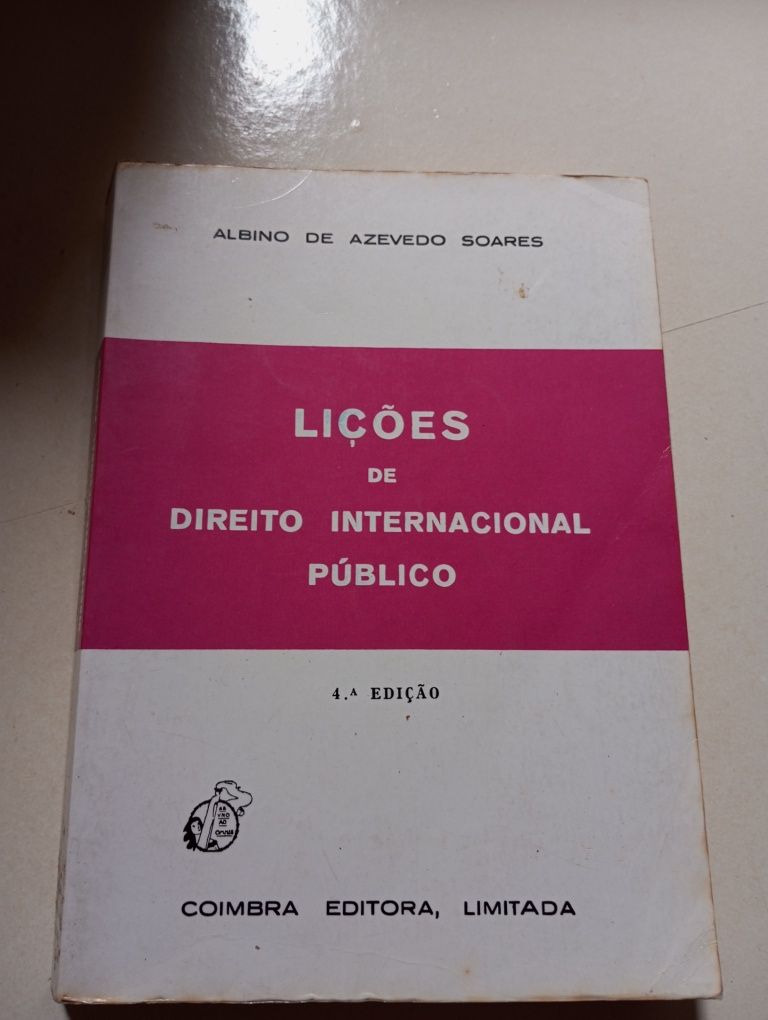 ALBINO DE AZEVEDO SOARES
LIÇÕES
DE
DIREITO INTERNACIONAL
PÚBLICO
4.ª EDIÇÃO
COIMBRA EDITORA, LIMITADA